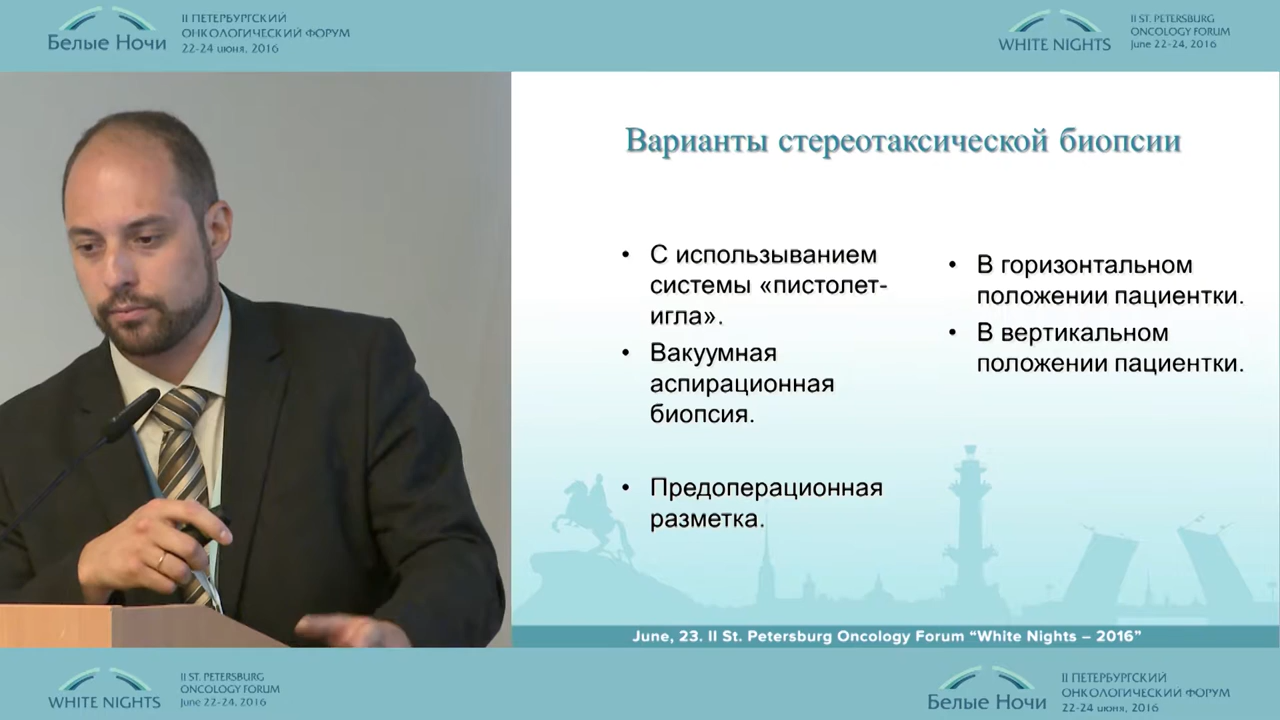 Белые Ночи
II ПЕТЕРБУРГСКИЙ
ОНКОЛОГИЧЕСКИЙ ФОРУМ
22-24 июня, 2016
WHITE NIGHTS
II ST. PETERSBURG
ONCOLOGY FORUM
June 22-24, 2016
Варианты стереотаксической биопсии
• С использыванием
системы «пистолет-
игла».
• Вакуумная
аспирационная
биопсия.
• Предоперационная
разметка.
• В горизонтальном
положении пациентки.
• В вертикальном
положении пациентки.
June, 23. II St. Petersburg Oncology Forum “White Nights – 2016”
WHITE NIGHTS
II ST. PETERSBURG
ONCOLOGY FORUM
June 22-24, 2016
Белые Ночи
II ПЕТЕРБУРГСКИЙ
ОНКОЛОГИЧЕСКИЙ ФОРУМ
22-24 июня, 2016